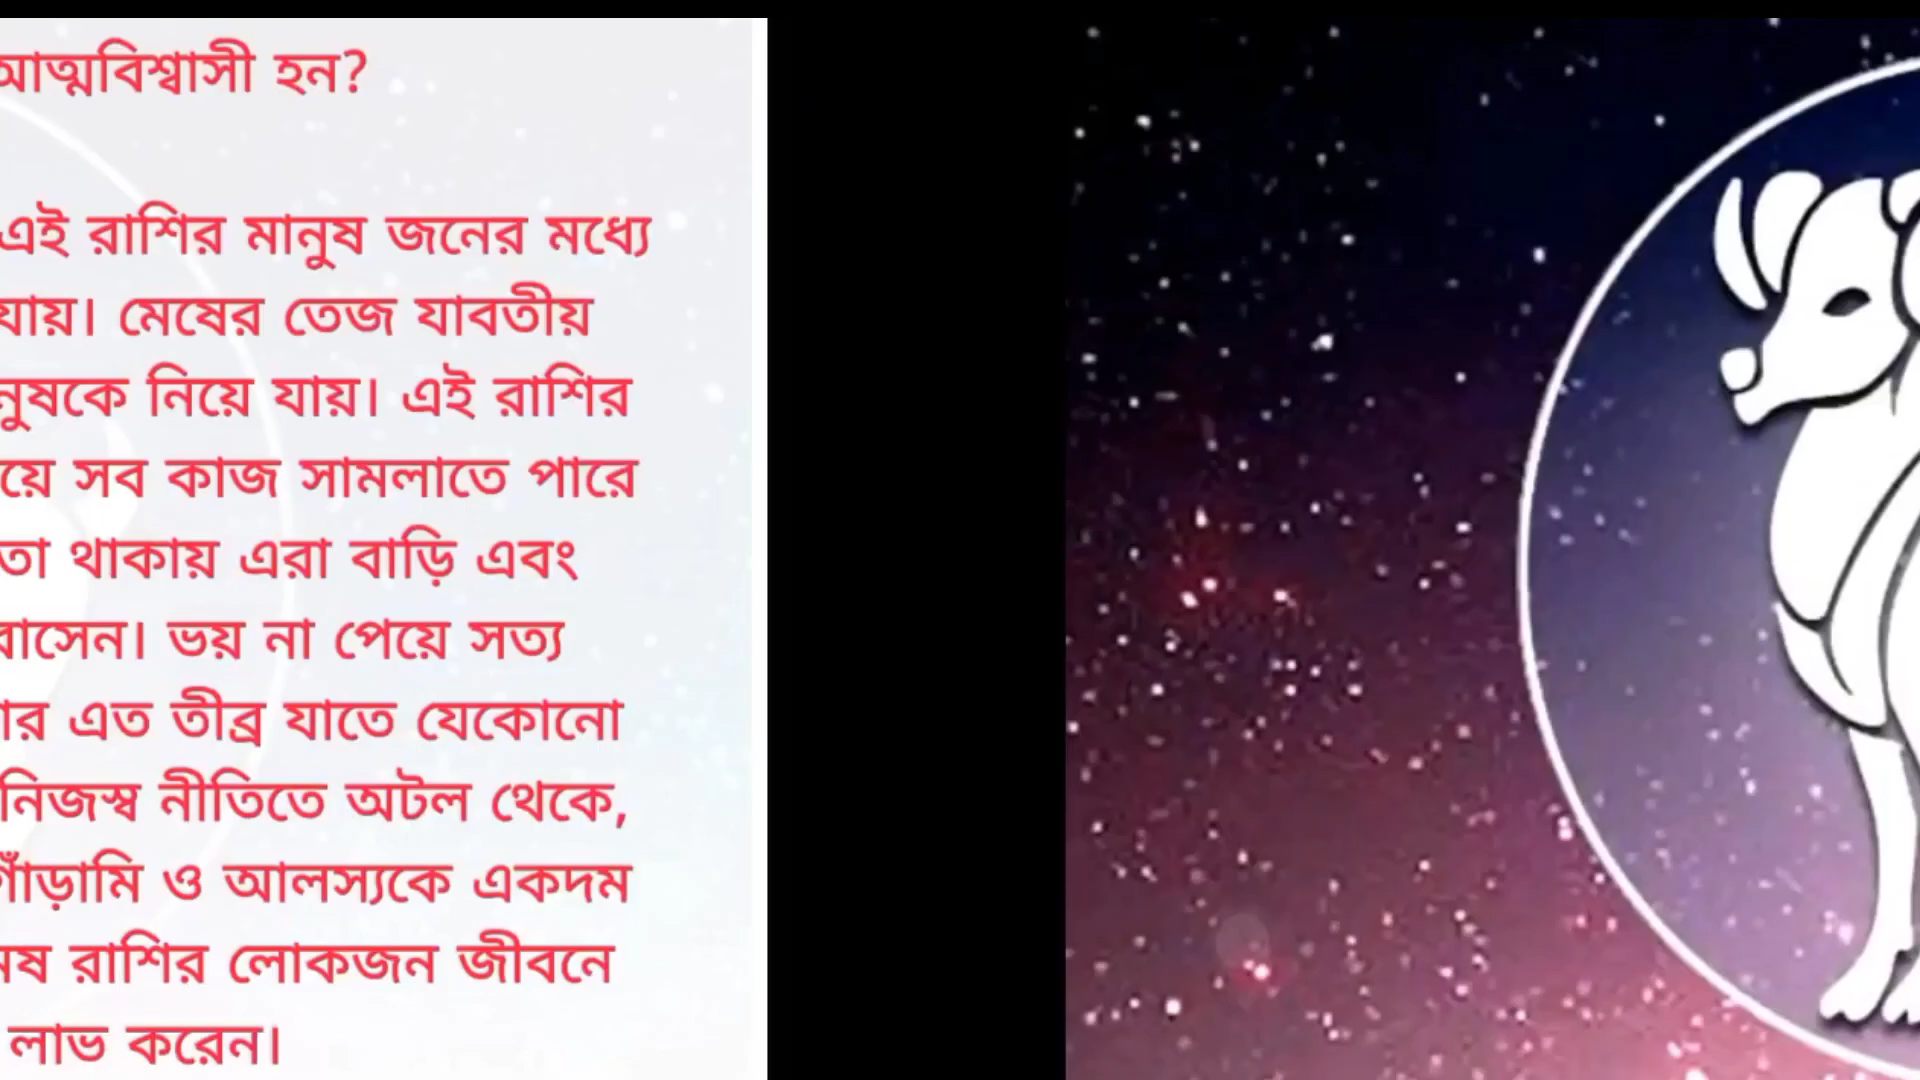 আত্মবিশ্বাসী হন?
এই রাশির মানুষ জনের মধ্যে
যায়। মেষের তেজ যাবতীয়
নিয়ে যায়। এই রাশির
সব কাজ সামলাতে পারে
থাকায় এরা বাড়ি এবং
ভয় না পেয়ে সত্য
এত তীব্র যাতে যেকোনো
নিজস্ব নীতিতে অটল থেকে,
ও আলস্যকে একদম
রাশির লোকজন জীবনে
লাভ করেন।